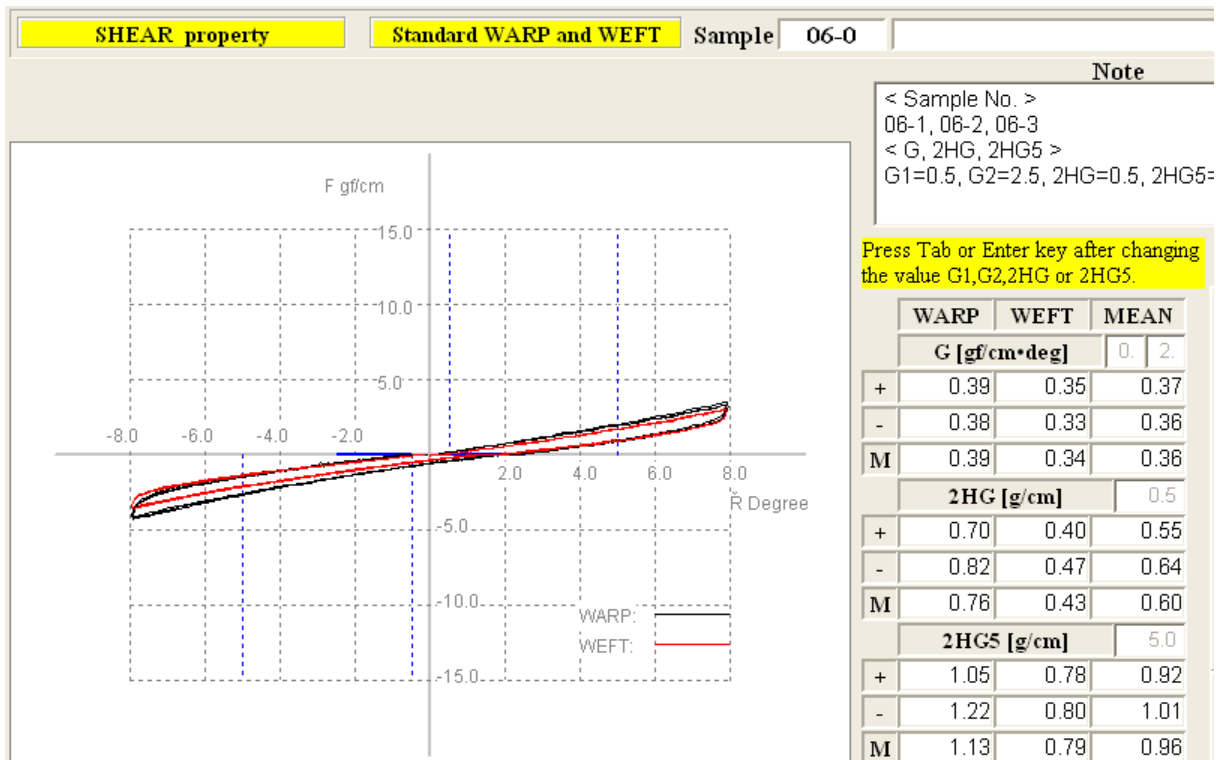 SHEAR property Standard WARP and WEFT Sample 06-0
Note
< Sample No. >
06-1, 06-2, 06-3
< G, 2HG, 2HG5 >
G1=0.5, G2=2.5, 2HG=0.5, 2HG5=
F gf/cm
15.0
10.0
5.0
-8.0 -6.0 -4.0 -2.0
2.0 4.0 6.0 8.0
Ř Degree
-5.0
-10.0
WARP:
WEFT:
-15.0
Press Tab or Enter key after changing
the value G1,G2,2HG or 2HG5.
WARP WEFT MEAN
G [gf/cm•deg] 0. 2.
+ 0.39 0.35 0.37
- 0.38 0.33 0.36
M 0.39 0.34 0.36
2HG [g/cm] 0.5
+ 0.70 0.40 0.55
- 0.82 0.47 0.64
M 0.76 0.43 0.60
2HG5 [g/cm] 5.0
+ 1.05 0.78 0.92
- 1.22 0.80 1.01
M 1.13 0.79 0.96